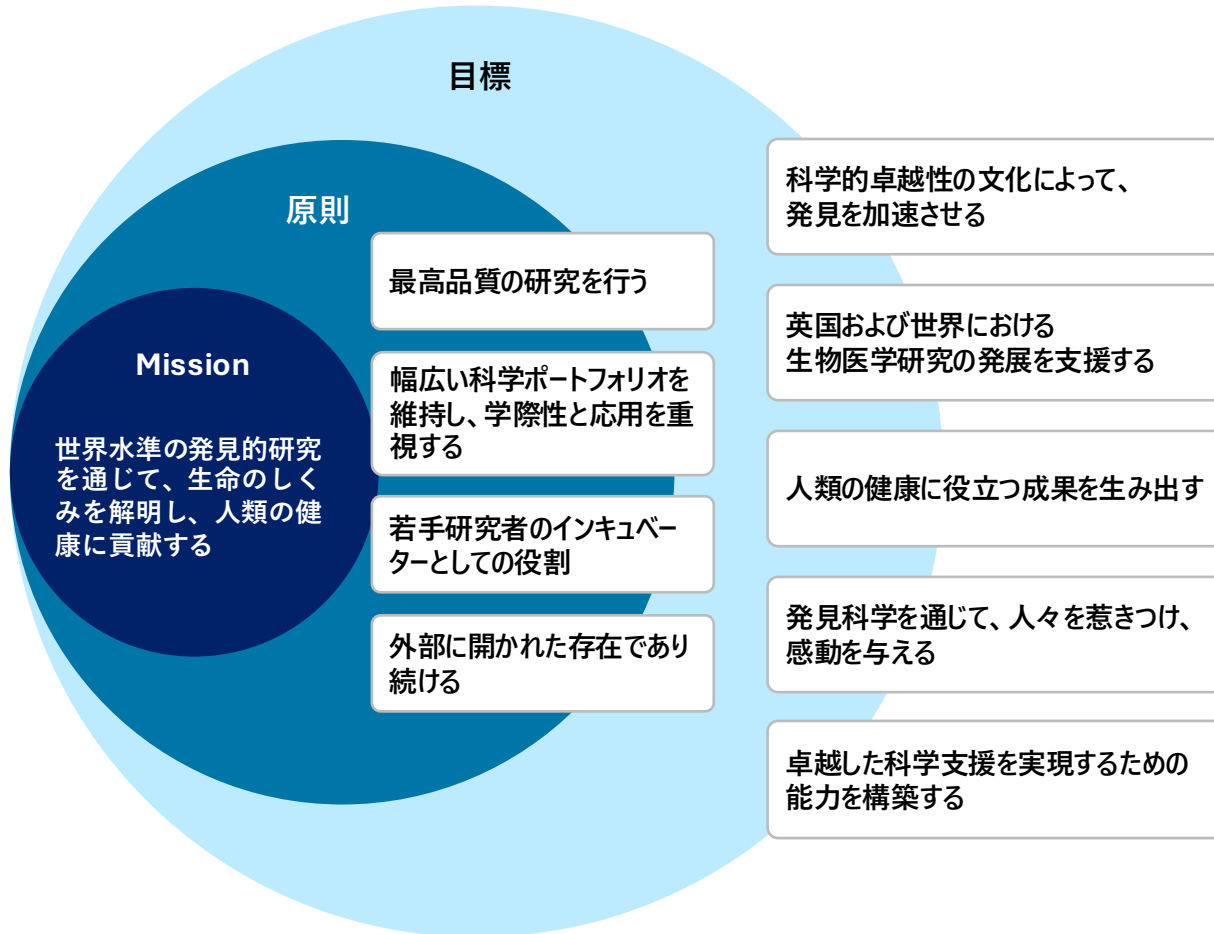 目標
原則
Mission
世界水準の発見的研究
を通じて、生命のしく
みを解明し、人類の健
康に貢献する
最高品質の研究を行う
幅広い科学ポートフォリオを
維持し、学際性と応用を重
視する
若手研究者のインキュベー
ターとしての役割
外部に開かれた存在であり
続ける
科学的卓越性の文化によって、
発見を加速させる
英国および世界における
生物医学研究の発展を支援する
人類の健康に役立つ成果を生み出す
発見科学を通じて、人々を惹きつけ、
感動を与える
卓越した科学支援を実現するための
能力を構築する